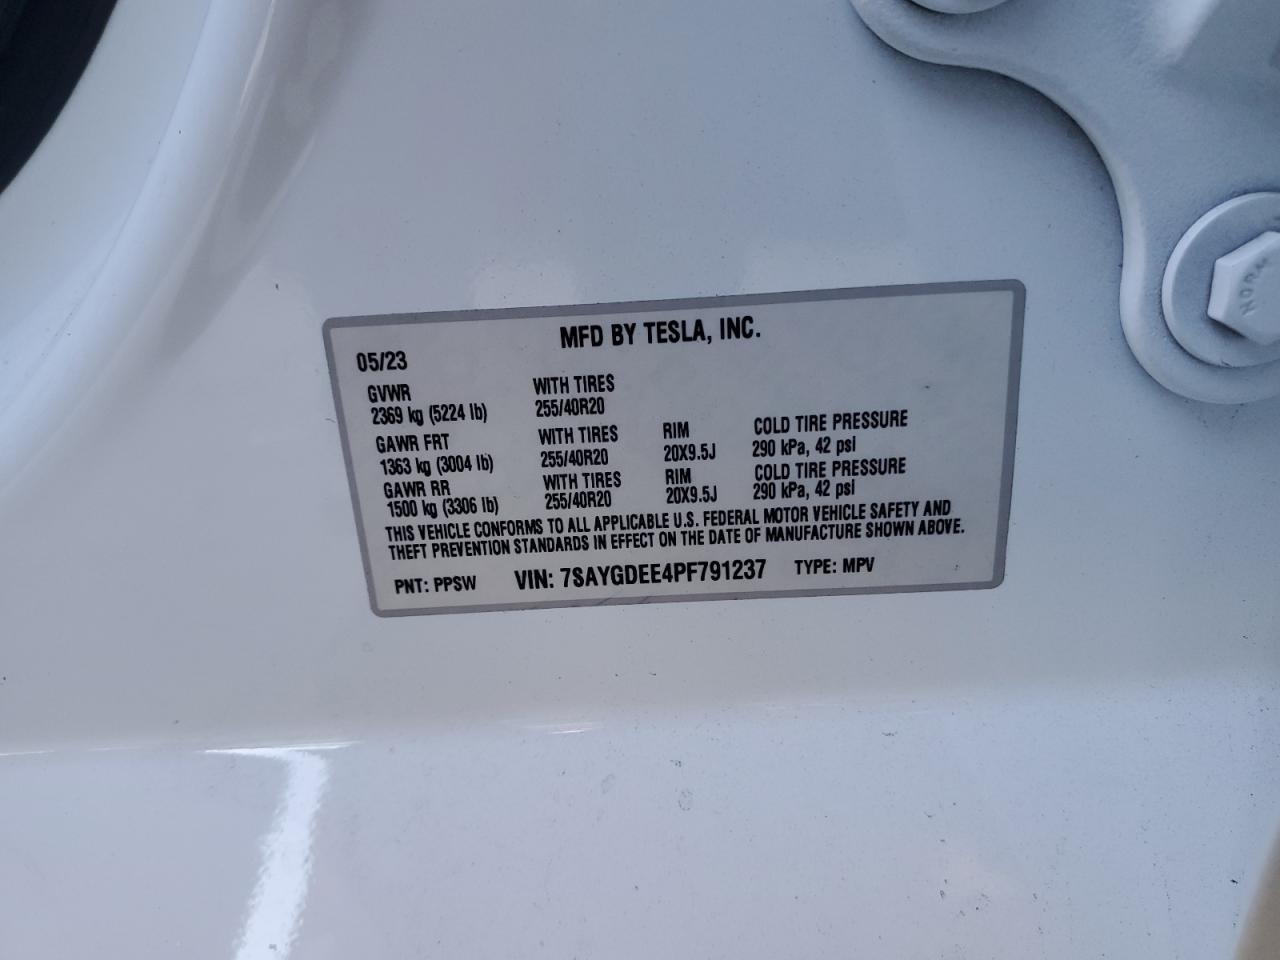 MFD BY TESLA, INC.
05/23
GVWR WITH TIRES
2369 kg (5224 lb) 255/40R20
GAWR FRT WITH TIRES RIM COLD TIRE PRESSURE
1363 kg (3004 lb) 255/40R20 20X9.5J 290 kPa, 42 psi
GAWR RR WITH TIRES RIM COLD TIRE PRESSURE
1500 kg (3306 lb) 255/40R20 20X9.5J 290 kPa, 42 psi
THIS VEHICLE CONFORMS TO ALL APPLICABLE U.S. FEDERAL MOTOR VEHICLE SAFETY AND
THEFT PREVENTION STANDARDS IN EFFECT ON THE DATE OF MANUFACTURE SHOWN ABOVE.
PNT: PPSW VIN: 7SAYGDEE4PF791237 TYPE: MPV